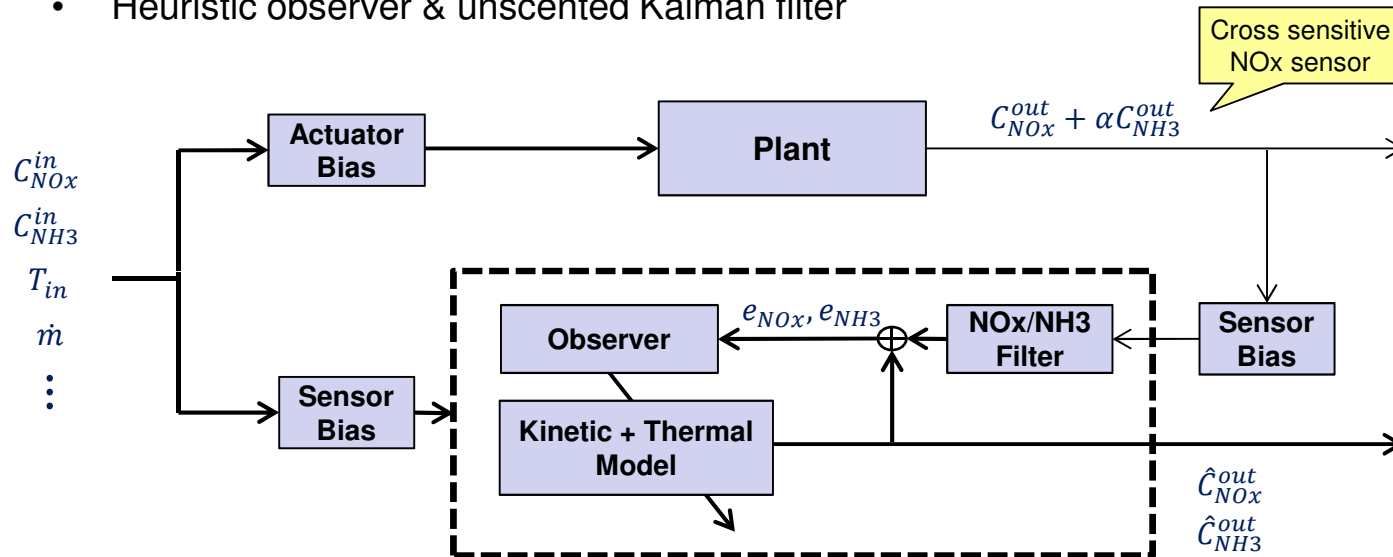 • Heuristic observer & unscented Kalman filter
Cross sensitive
NOx sensor
Actuator
Bias
Plant
C_{NOx}^{out} + αC_{NH3}^{out}
C_{NOx}^{in}
C_{NH3}^{in}
T_{in}
ṁ
⋮
Observer
e_{NOx}, e_{NH3}
NOx/NH3
Filter
Sensor
Bias
Sensor
Bias
Kinetic + Thermal
Model
Ĉ_{NOx}^{out}
Ĉ_{NH3}^{out}